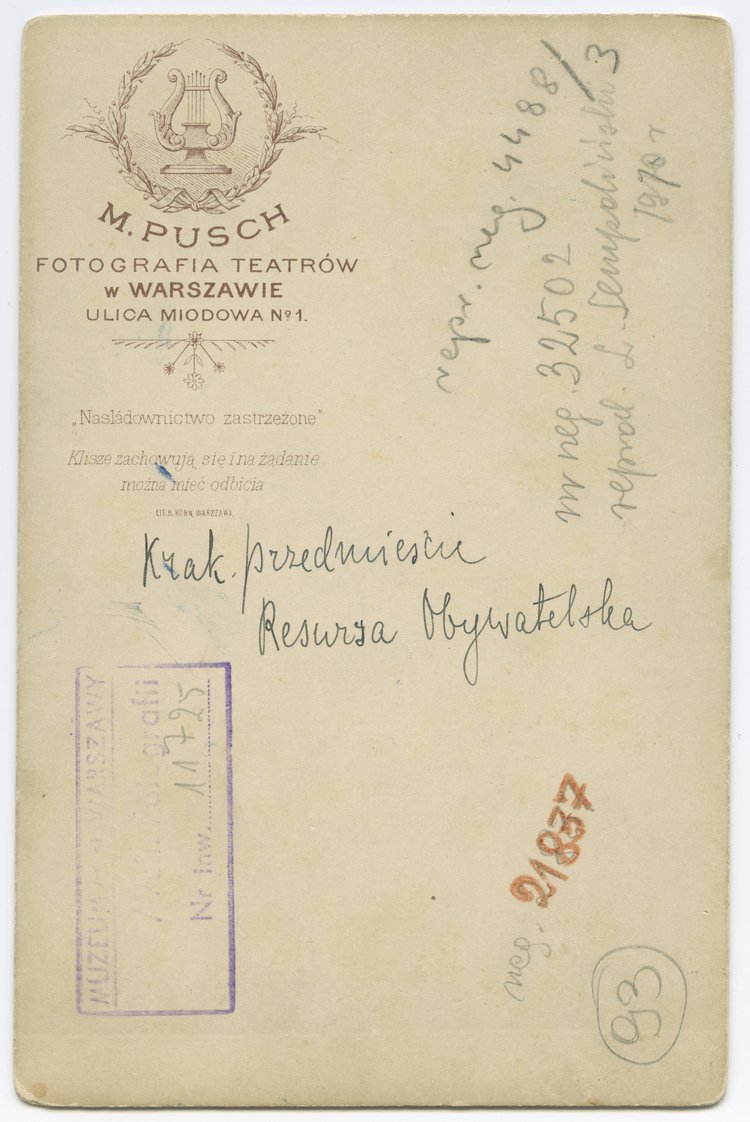 M. PUSCH
FOTOGRAFIA TEATRÓW
w WARSZAWIE
ULICA MIODOWA Nº 1.
„Nasládownictwo zastrzeżone”
Klisze zachowują się i na żądanie
można mieć odbicia
LIT. H. KOHN, WARSZAWA.
repr. neg. 4488/3
nr neg. 32502
reprod. L. Sempoliński
1970 r
Krak. przedmieście
Resursa Obywatelska
MUZEUM WARSZAWY
Nr inw. 11725
neg. 21837
93